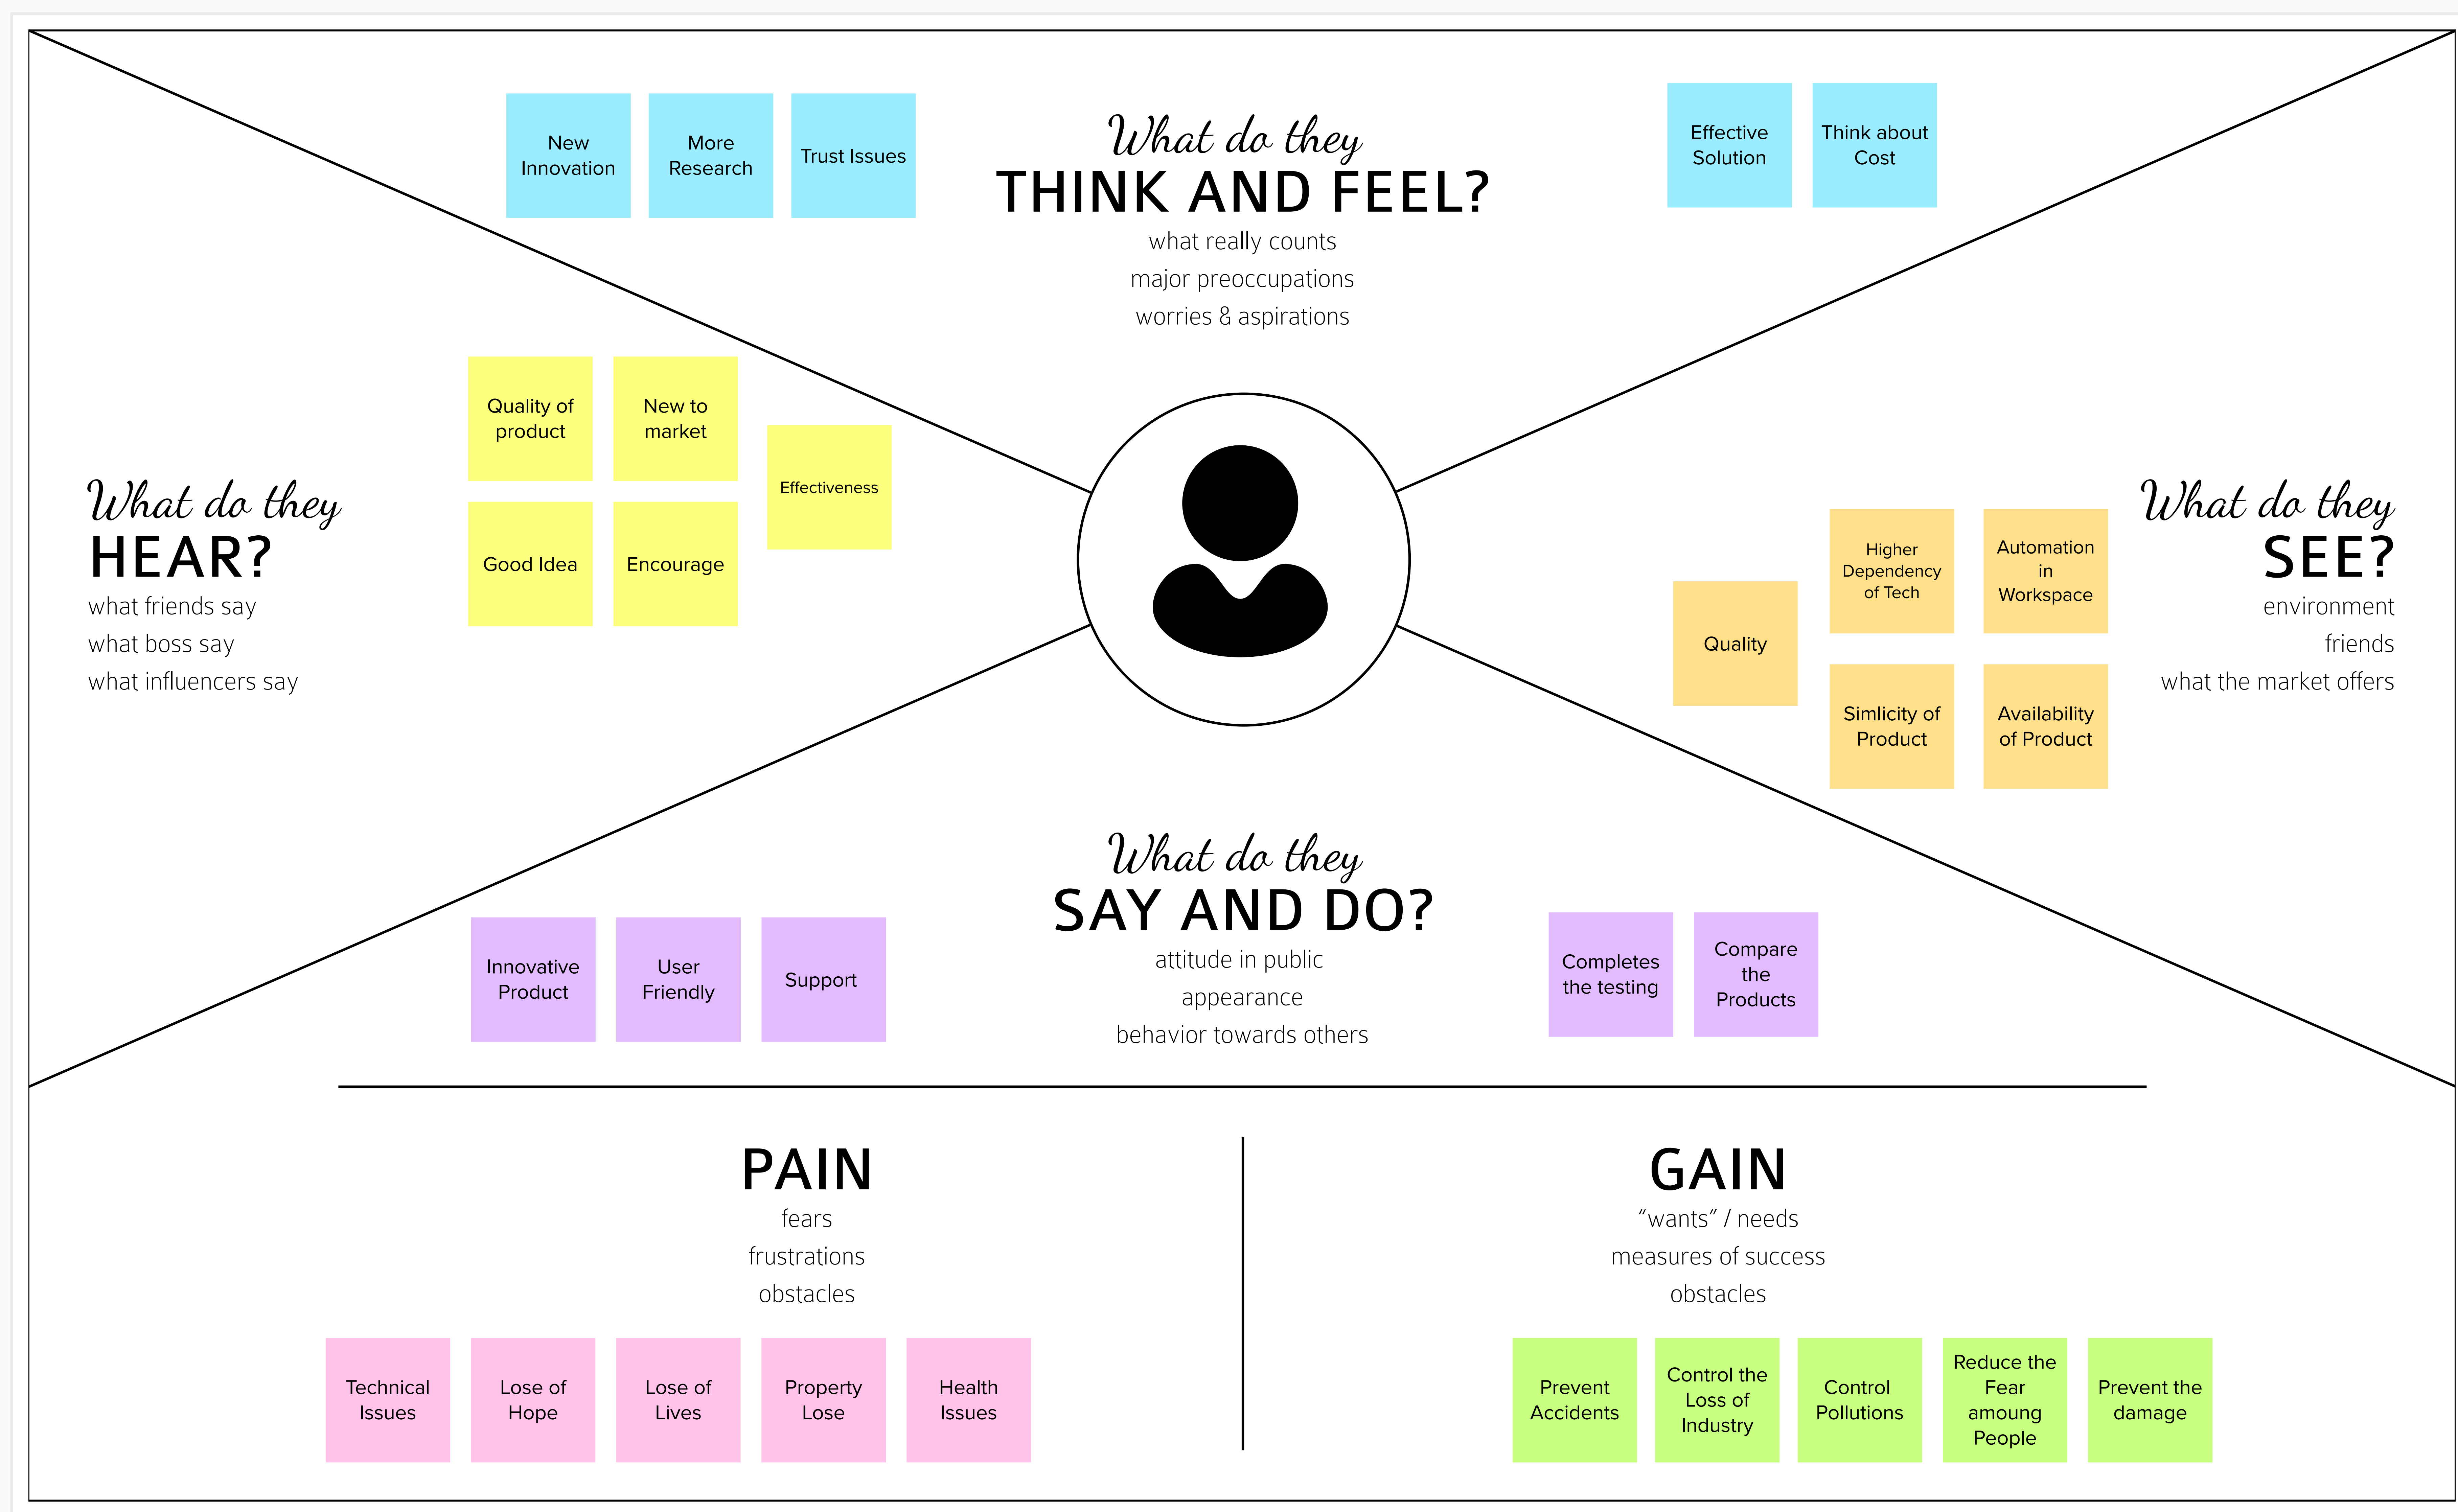 New
Innovation
More
Research
Trust Issues
What do they
THINK AND FEEL?
what really counts
major preoccupations
worries & aspirations
Effective
Solution
Think about
Cost
What do they
HEAR?
what friends say
what boss say
what influencers say
Quality of
product
New to
market
Effectiveness
Good Idea
Encourage
What do they
SEE?
environment
friends
what the market offers
Quality
Higher
Dependency
of Tech
Automation
in
Workspace
Simlicity of
Product
Availability
of Product
What do they
SAY AND DO?
attitude in public
appearance
behavior towards others
Innovative
Product
User
Friendly
Support
Completes
the testing
Compare
the
Products
PAIN
fears
frustrations
obstacles
Technical
Issues
Lose of
Hope
Lose of
Lives
Property
Lose
Health
Issues
GAIN
“wants” / needs
measures of success
obstacles
Prevent
Accidents
Control the
Loss of
Industry
Control
Pollutions
Reduce the
Fear
amoung
People
Prevent the
damage